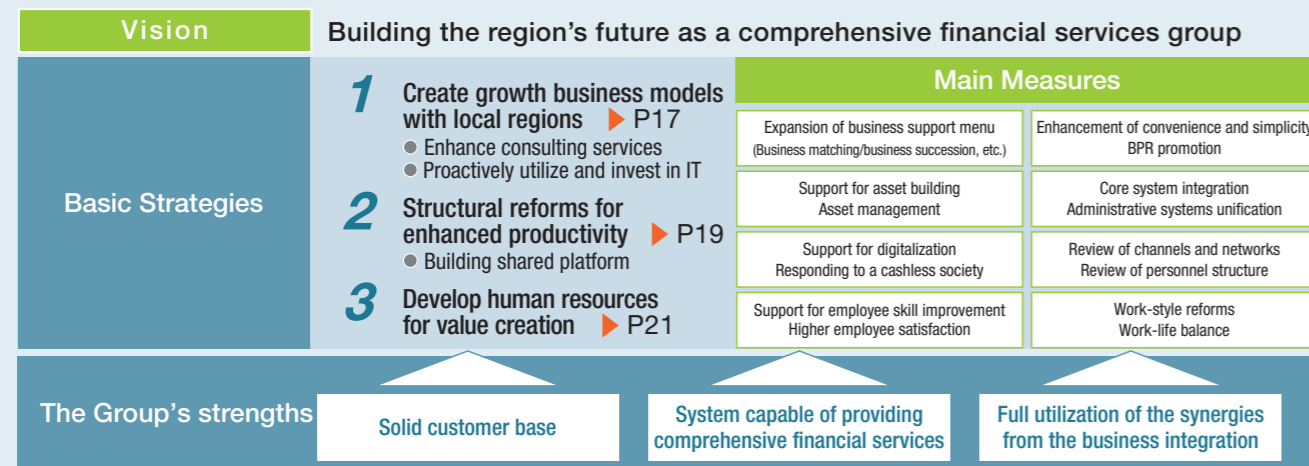 Vision
Building the region's future as a comprehensive financial services group
Basic Strategies
1
Create growth business models
with local regions ▶ P17
● Enhance consulting services
● Proactively utilize and invest in IT
2
Structural reforms for
enhanced productivity ▶ P19
● Building shared platform
3
Develop human resources
for value creation ▶ P21
Main Measures
Expansion of business support menu
(Business matching/business succession, etc.)
Enhancement of convenience and simplicity
BPR promotion
Support for asset building
Asset management
Core system integration
Administrative systems unification
Support for digitalization
Responding to a cashless society
Review of channels and networks
Review of personnel structure
Support for employee skill improvement
Higher employee satisfaction
Work-style reforms
Work-life balance
The Group's strengths
Solid customer base
System capable of providing
comprehensive financial services
Full utilization of the synergies
from the business integration